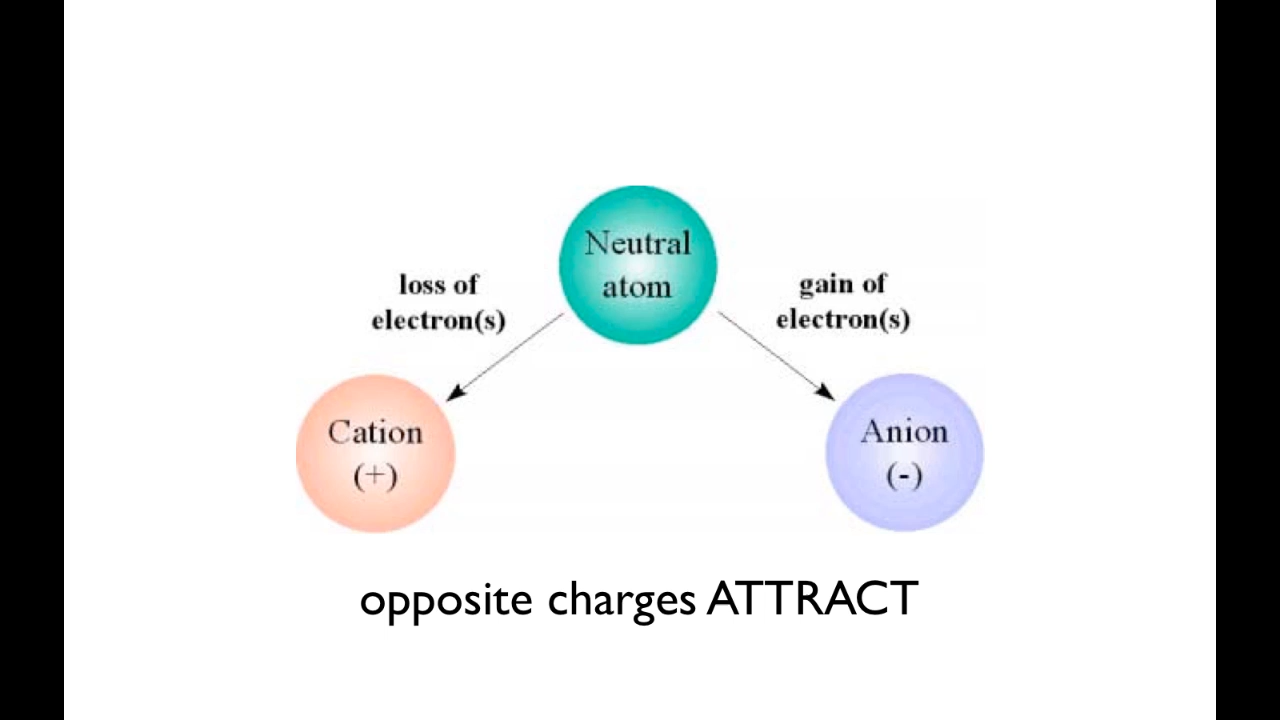 Neutral
atom
loss of
electron(s)
gain of
electron(s)
Cation
(+)
Anion
(-)
opposite charges ATTRACT